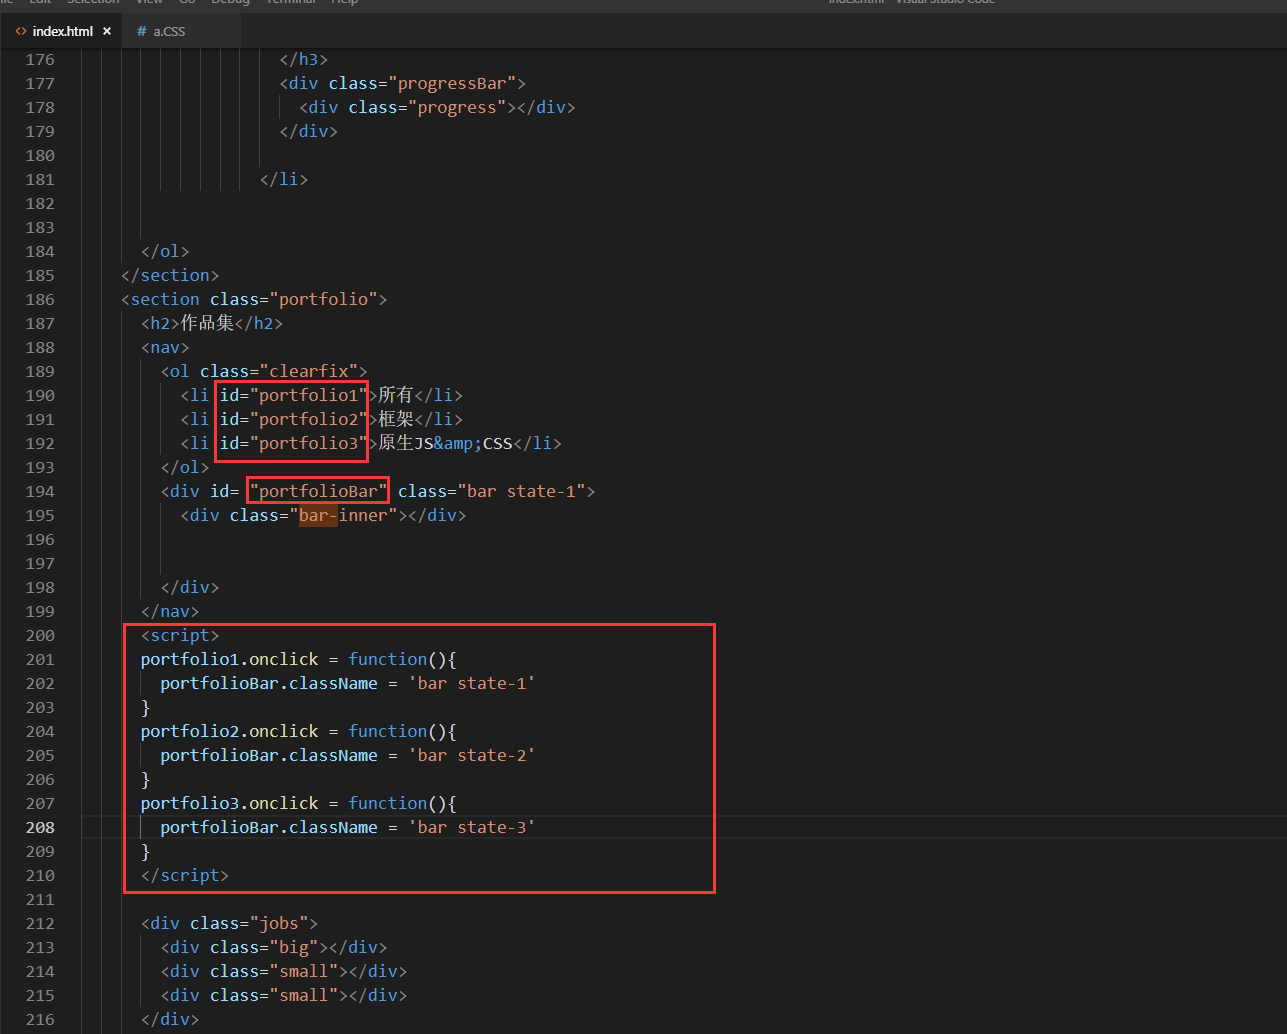 File Edit Selection View Go Debug Terminal Help index.html - Visual Studio Code
<> index.html × # a.CSS
176 </h3>
177 <div class="progressBar">
178 <div class="progress"></div>
179 </div>
180
181 </li>
182
183
184 </ol>
185 </section>
186 <section class="portfolio">
187 <h2>作品集</h2>
188 <nav>
189 <ol class="clearfix">
190 <li id="portfolio1">所有</li>
191 <li id="portfolio2">框架</li>
192 <li id="portfolio3">原生JS&amp;CSS</li>
193 </ol>
194 <div id= "portfolioBar" class="bar state-1">
195 <div class="bar-inner"></div>
196
197
198 </div>
199 </nav>
200 <script>
201 portfolio1.onclick = function(){
202 portfolioBar.className = 'bar state-1'
203 }
204 portfolio2.onclick = function(){
205 portfolioBar.className = 'bar state-2'
206 }
207 portfolio3.onclick = function(){
208 portfolioBar.className = 'bar state-3'
209 }
210 </script>
211
212 <div class="jobs">
213 <div class="big"></div>
214 <div class="small"></div>
215 <div class="small"></div>
216 </div>